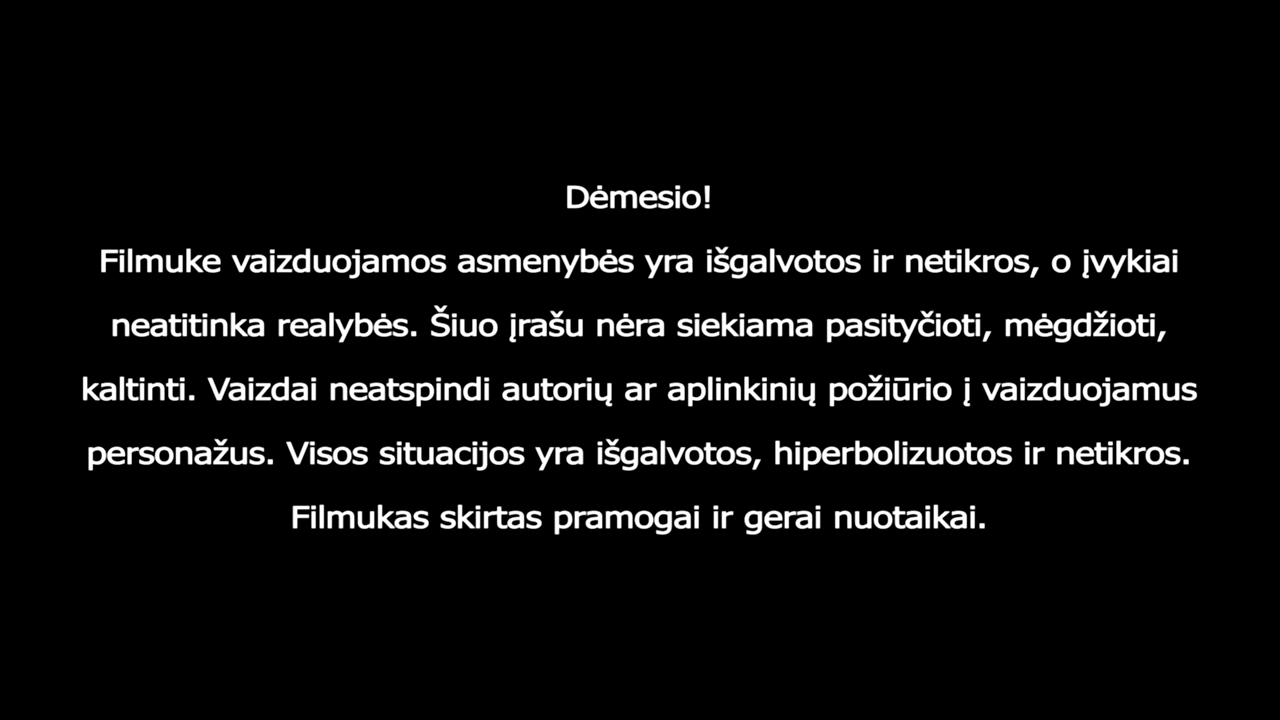 Dėmesio!
Filmuke vaizduojamos asmenybės yra išgalvotos ir netikros, o įvykiai
neatitinka realybės. Šiuo įrašu nėra siekiama pasityčioti, mėgdžioti,
kaltinti. Vaizdai neatspindi autorių ar aplinkinių požiūrio į vaizduojamus
personažus. Visos situacijos yra išgalvotos, hiperbolizuotos ir netikros.
Filmukas skirtas pramogai ir gerai nuotaikai.